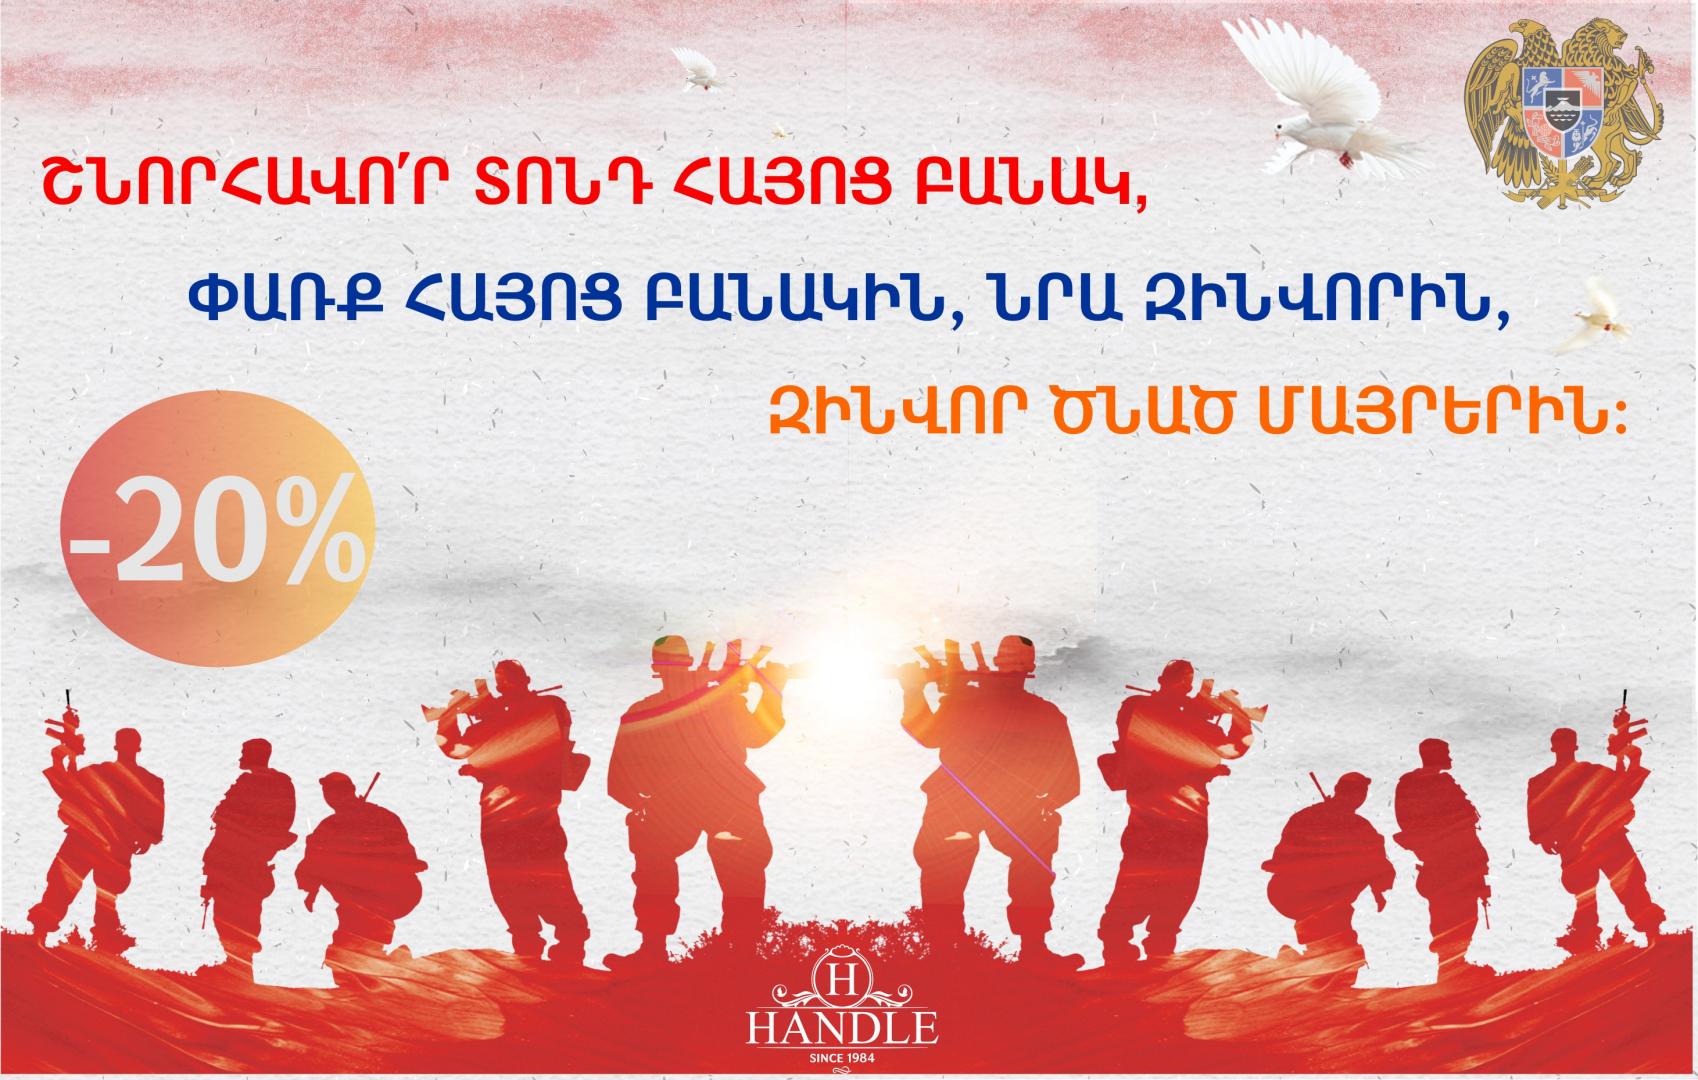 ՇՆՈՐՀԱՎՈ՛Ր ՏՈՆԴ ՀԱՅՈՑ ԲԱՆԱԿ,
ՓԱՌՔ ՀԱՅՈՑ ԲԱՆԱԿԻՆ, ՆՐԱ ԶԻՆՎՈՐԻՆ,
ԶԻՆՎՈՐ ԾՆԱԾ ՄԱՅՐԵՐԻՆ։
-20%
H
HANDLE
SINCE 1984